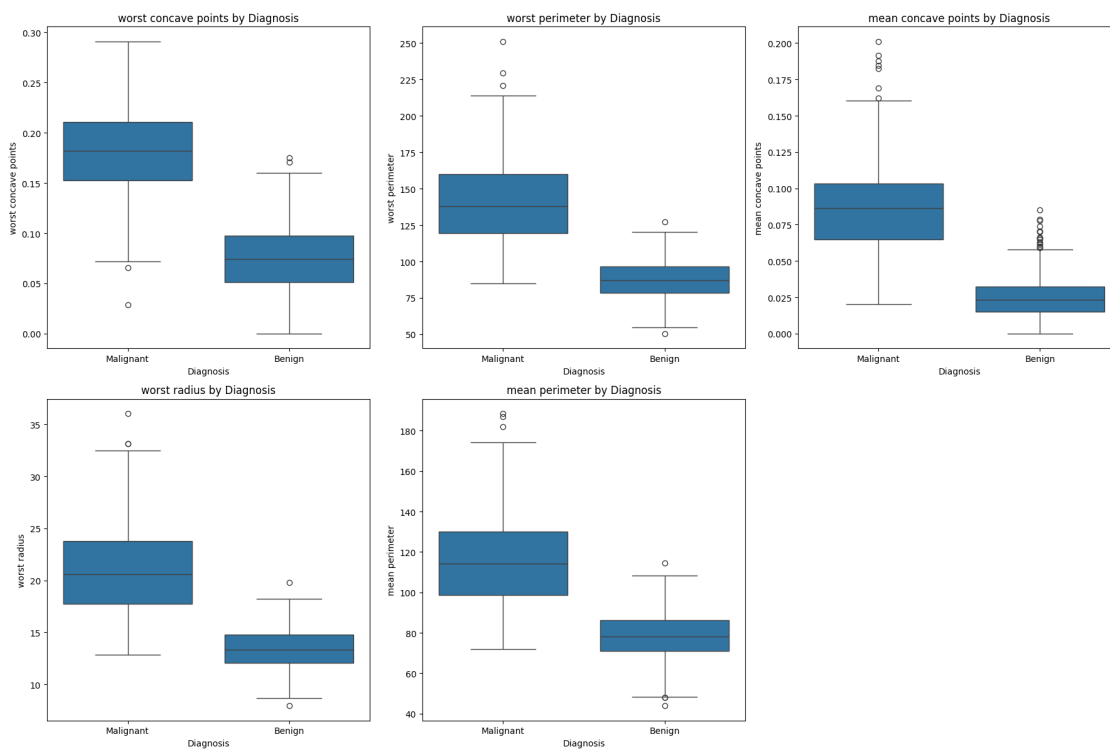 worst concave points by Diagnosis
worst concave points
0.30
0.25
0.20
0.15
0.10
0.05
0.00
Malignant
Benign
Diagnosis
worst perimeter by Diagnosis
worst perimeter
250
225
200
175
150
125
100
75
50
Malignant
Benign
Diagnosis
mean concave points by Diagnosis
mean concave points
0.200
0.175
0.150
0.125
0.100
0.075
0.050
0.025
0.000
Malignant
Benign
Diagnosis
worst radius by Diagnosis
worst radius
35
30
25
20
15
10
Malignant
Benign
Diagnosis
mean perimeter by Diagnosis
mean perimeter
180
160
140
120
100
80
60
40
Malignant
Benign
Diagnosis